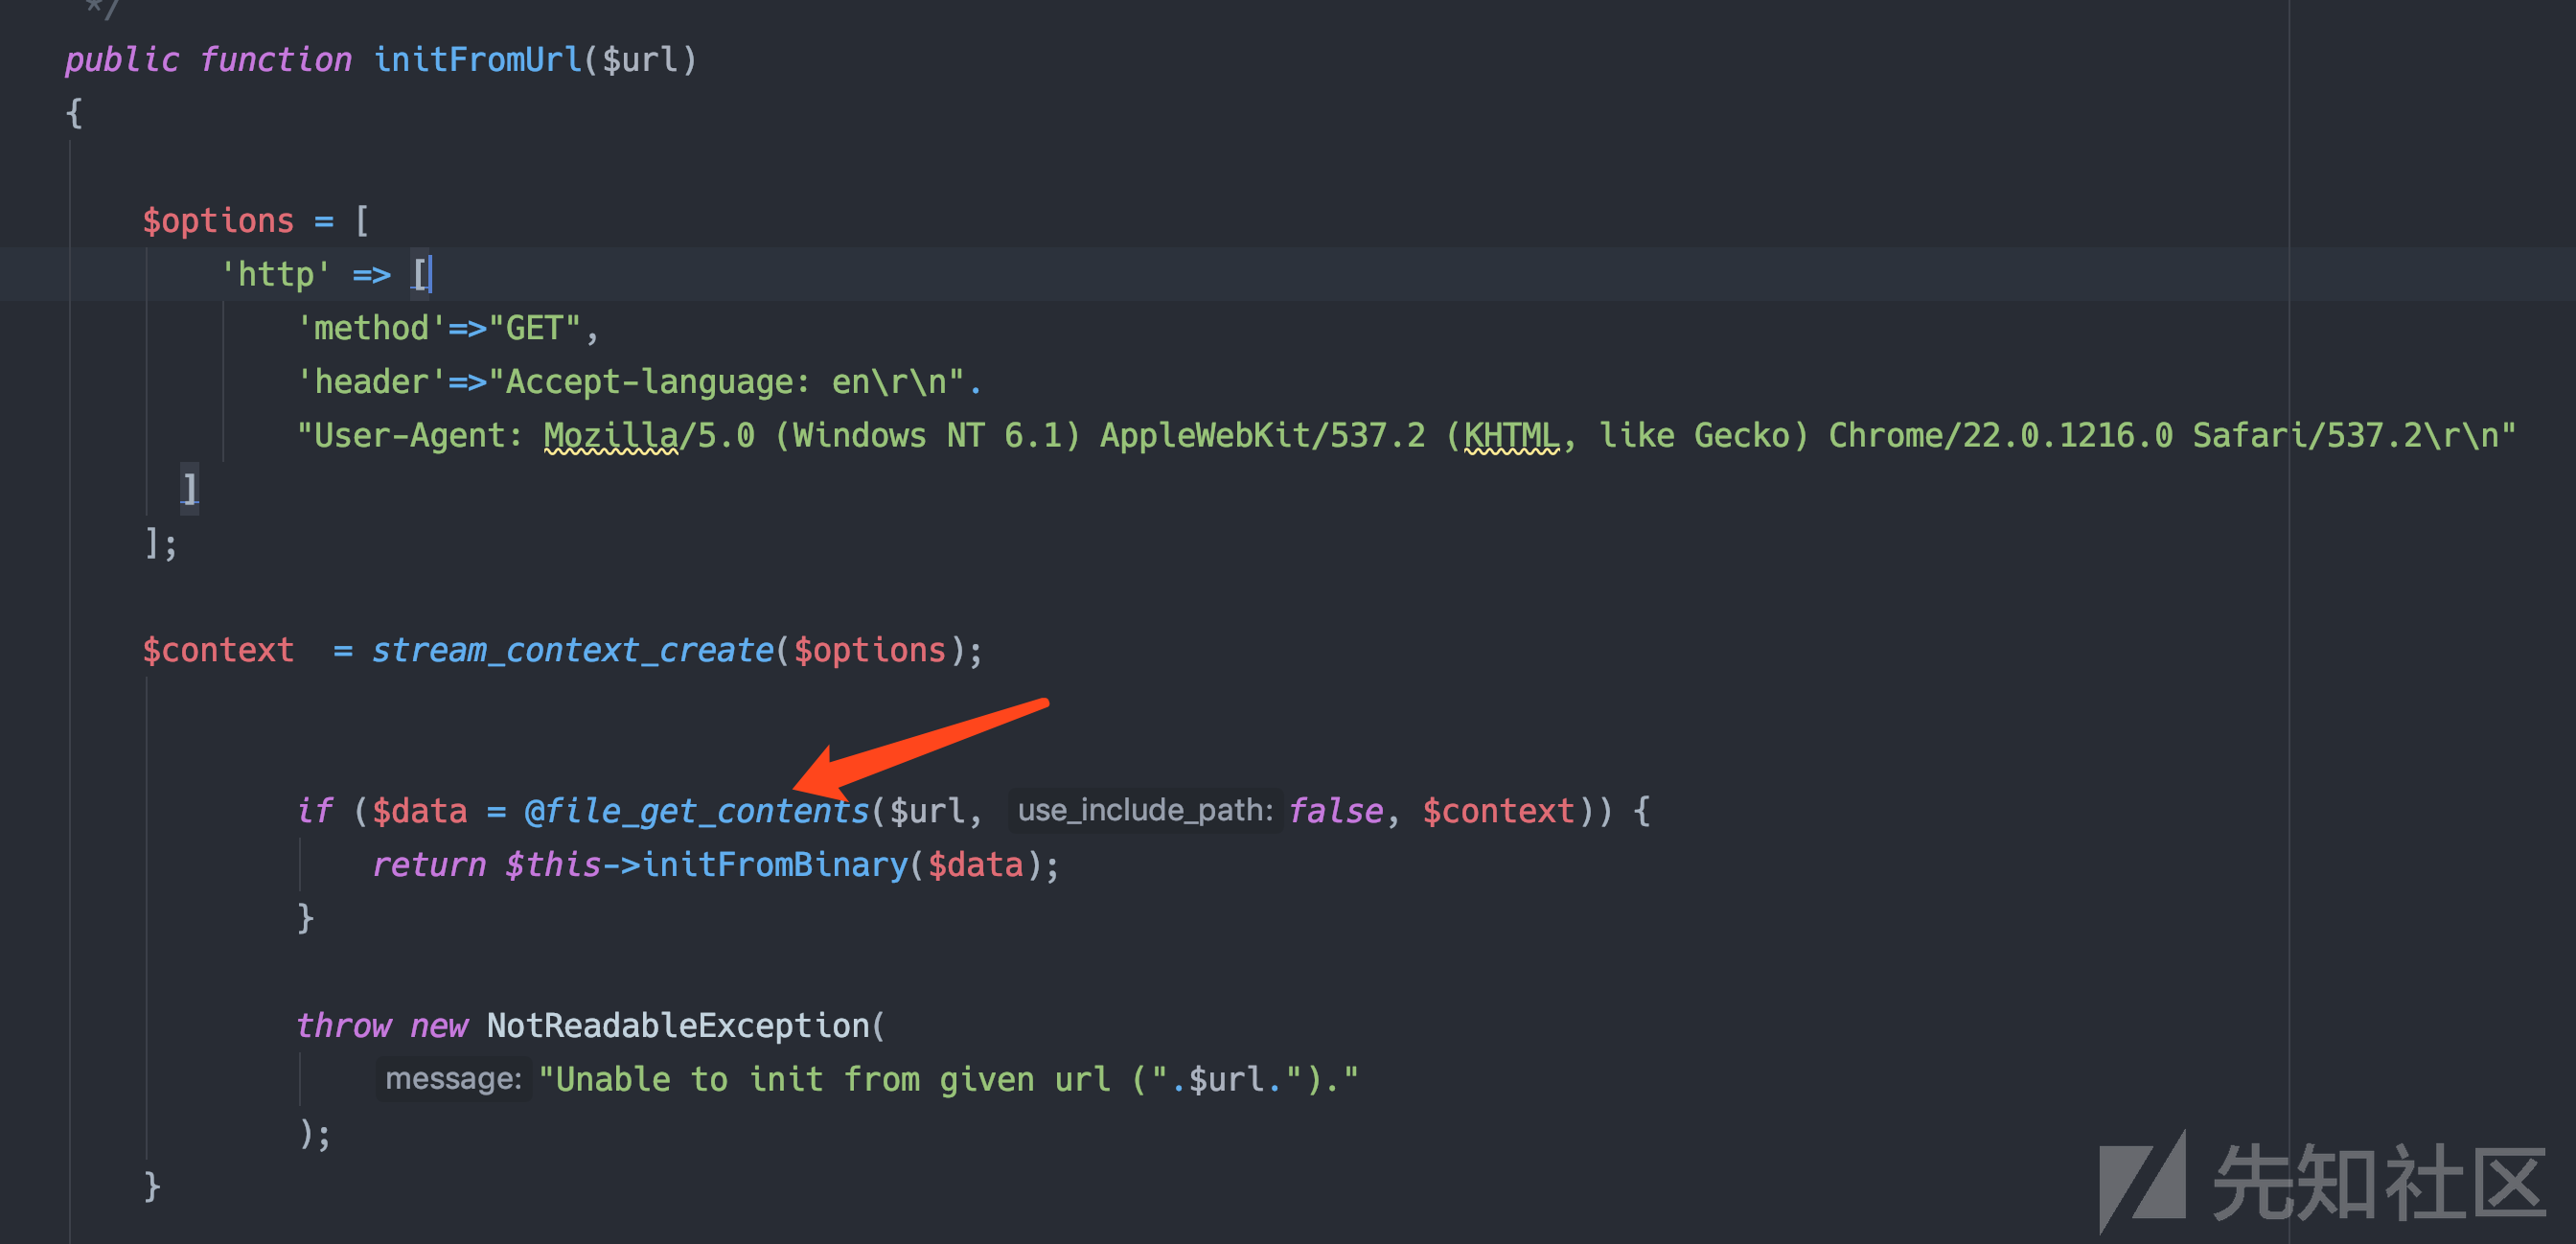 */
public function initFromUrl($url)
{
$options = [
'http' => [
'method'=>"GET",
'header'=>"Accept-language: en\r\n".
"User-Agent: Mozilla/5.0 (Windows NT 6.1) AppleWebKit/537.2 (KHTML, like Gecko) Chrome/22.0.1216.0 Safari/537.2\r\n"
]
];
$context  = stream_context_create($options);
if ($data = @file_get_contents($url, use_include_path: false, $context)) {
return $this->initFromBinary($data);
}
throw new NotReadableException(
message: "Unable to init from given url (".$url.")."
);
}
先知社区